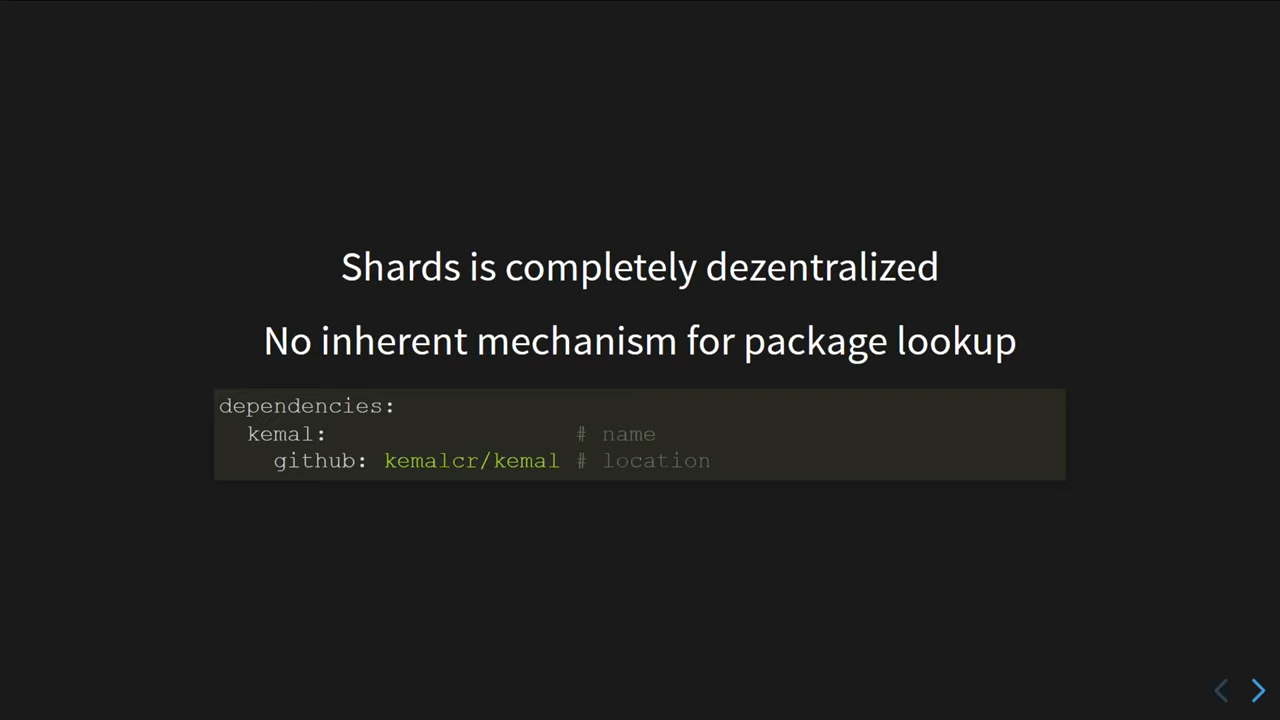 Shards is completely dezentralized
No inherent mechanism for package lookup
dependencies:
  kemal:                  # name
    github: kemalcr/kemal # location